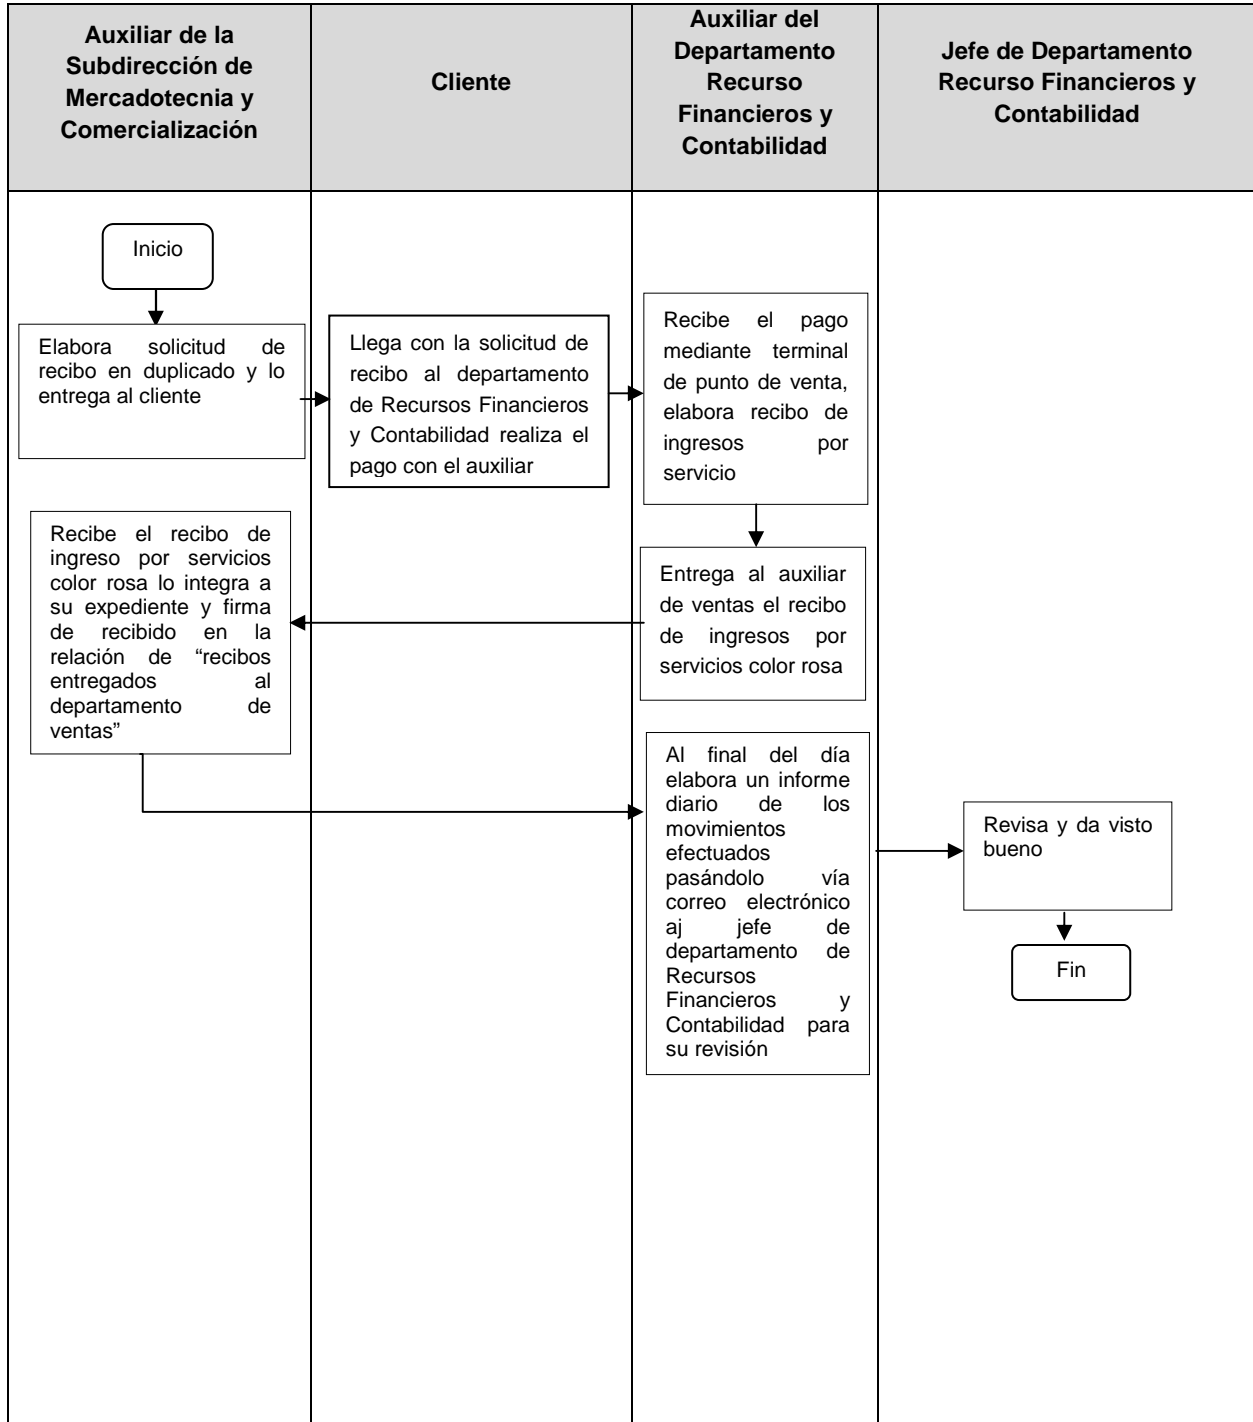 Auxiliar de la
Subdirección de
Mercadotecnia y
Comercialización
Cliente
Auxiliar del
Departamento
Recurso
Financieros y
Contabilidad
Jefe de Departamento
Recurso Financieros y
Contabilidad
Inicio
Elabora solicitud de
recibo en duplicado y lo
entrega al cliente
Llega con la solicitud de
recibo al departamento
de Recursos Financieros
y Contabilidad realiza el
pago con el auxiliar
Recibe el pago
mediante terminal
de punto de venta,
elabora recibo de
ingresos por
servicio
Entrega al auxiliar
de ventas el recibo
de ingresos por
servicios color rosa
Recibe el recibo de
ingreso por servicios
color rosa lo integra a
su expediente y firma
de recibido en la
relación de “recibos
entregados al
departamento de
ventas”
Al final del día
elabora un informe
diario de los
movimientos
efectuados
pasándolo vía
correo electrónico
aj jefe de
departamento de
Recursos
Financieros y
Contabilidad para
su revisión
Revisa y da visto
bueno
Fin